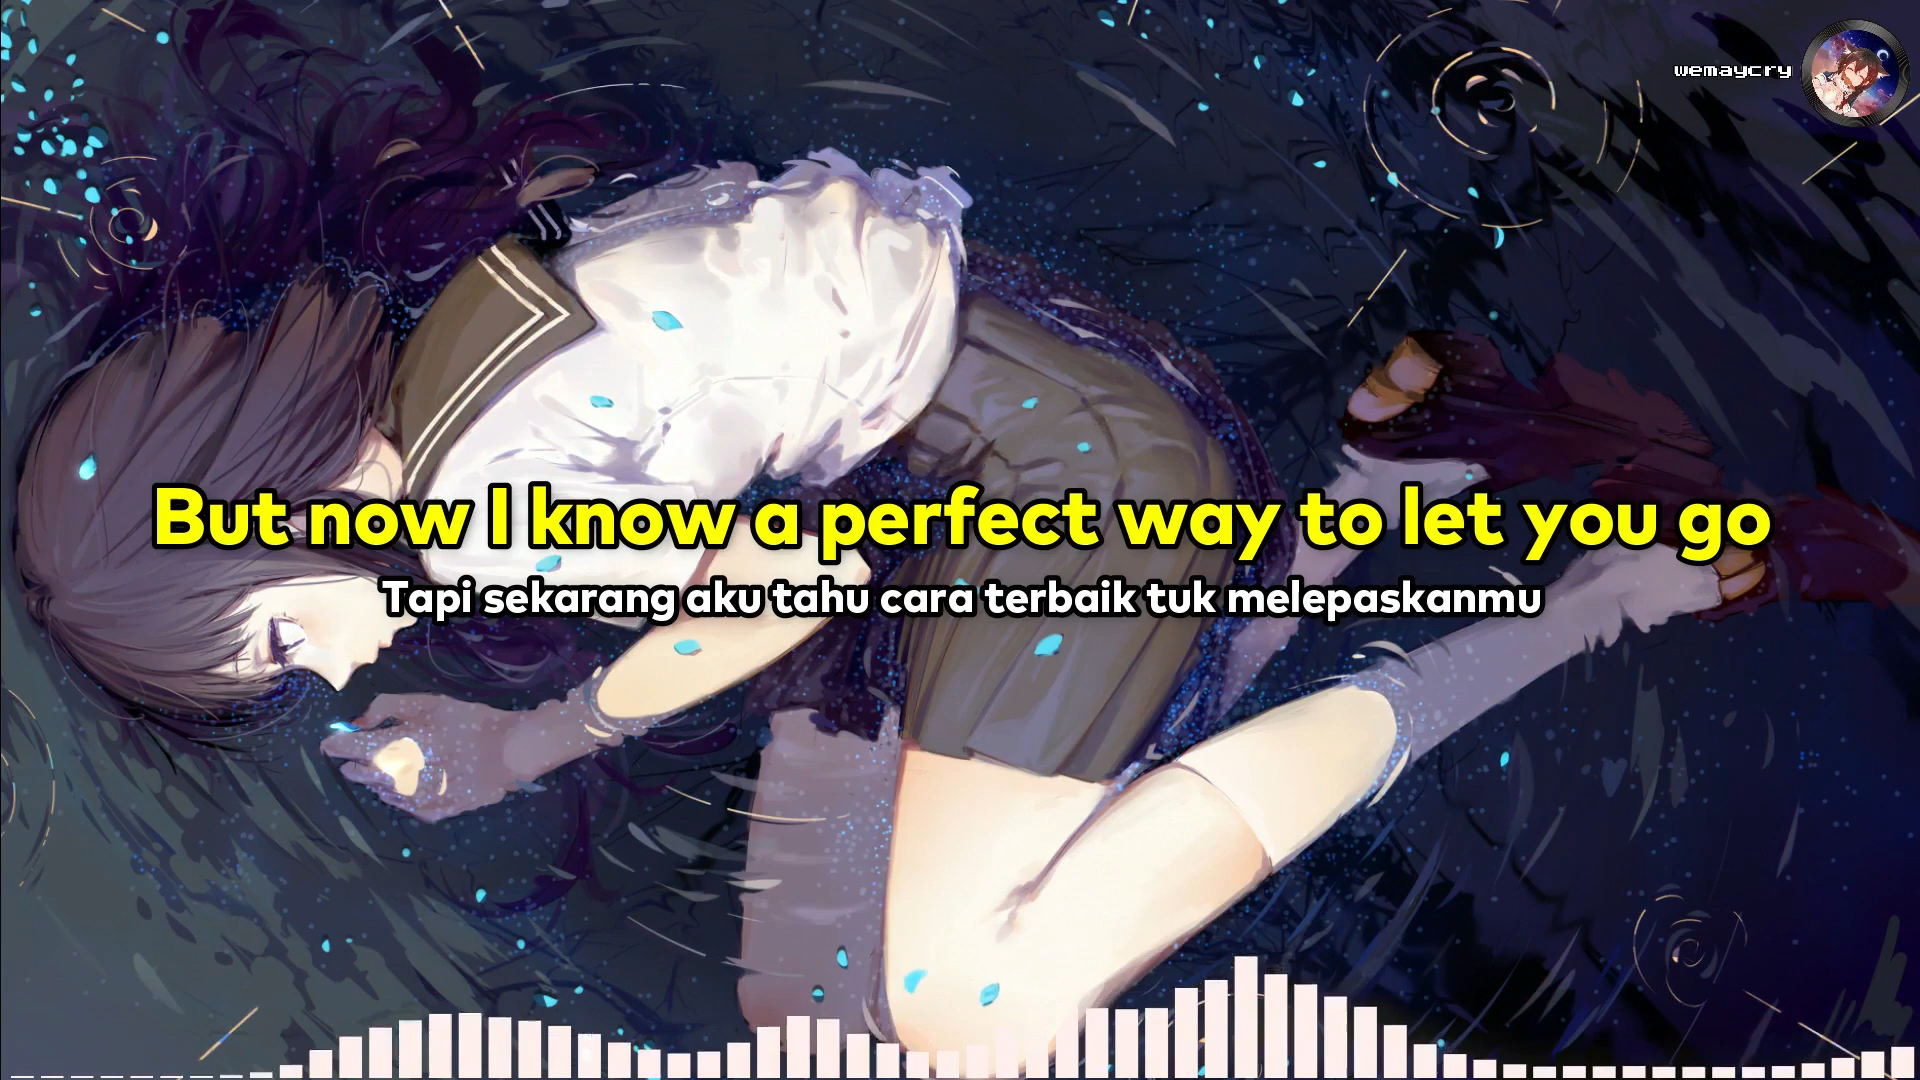 wemaycry
But now I know a perfect way to let you go
Tapi sekarang aku tahu cara terbaik tuk melepaskanmu